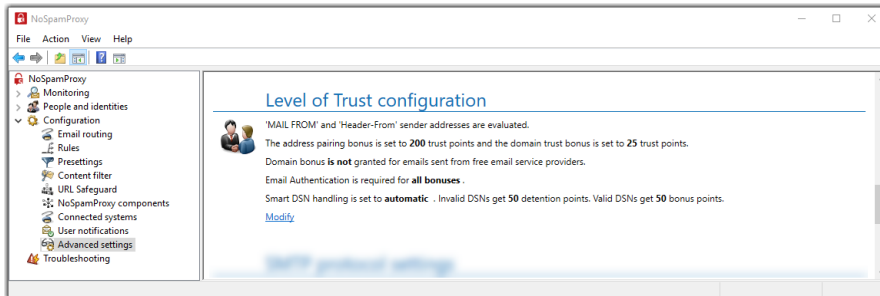 NoSpamProxy
File Action View Help
NoSpamProxy
Monitoring
People and identities
Configuration
Email routing
Rules
Presettings
Content filter
URL Safeguard
NoSpamProxy components
Connected systems
User notifications
Advanced settings
Troubleshooting
Level of Trust configuration
'MAIL FROM' and 'Header-From' sender addresses are evaluated.
The address pairing bonus is set to 200 trust points and the domain trust bonus is set to 25 trust points.
Domain bonus is not granted for emails sent from free email service providers.
Email Authentication is required for all bonuses .
Smart DSN handling is set to automatic . Invalid DSNs get 50 detention points. Valid DSNs get 50 bonus points.
Modify
SMTP protocol settings